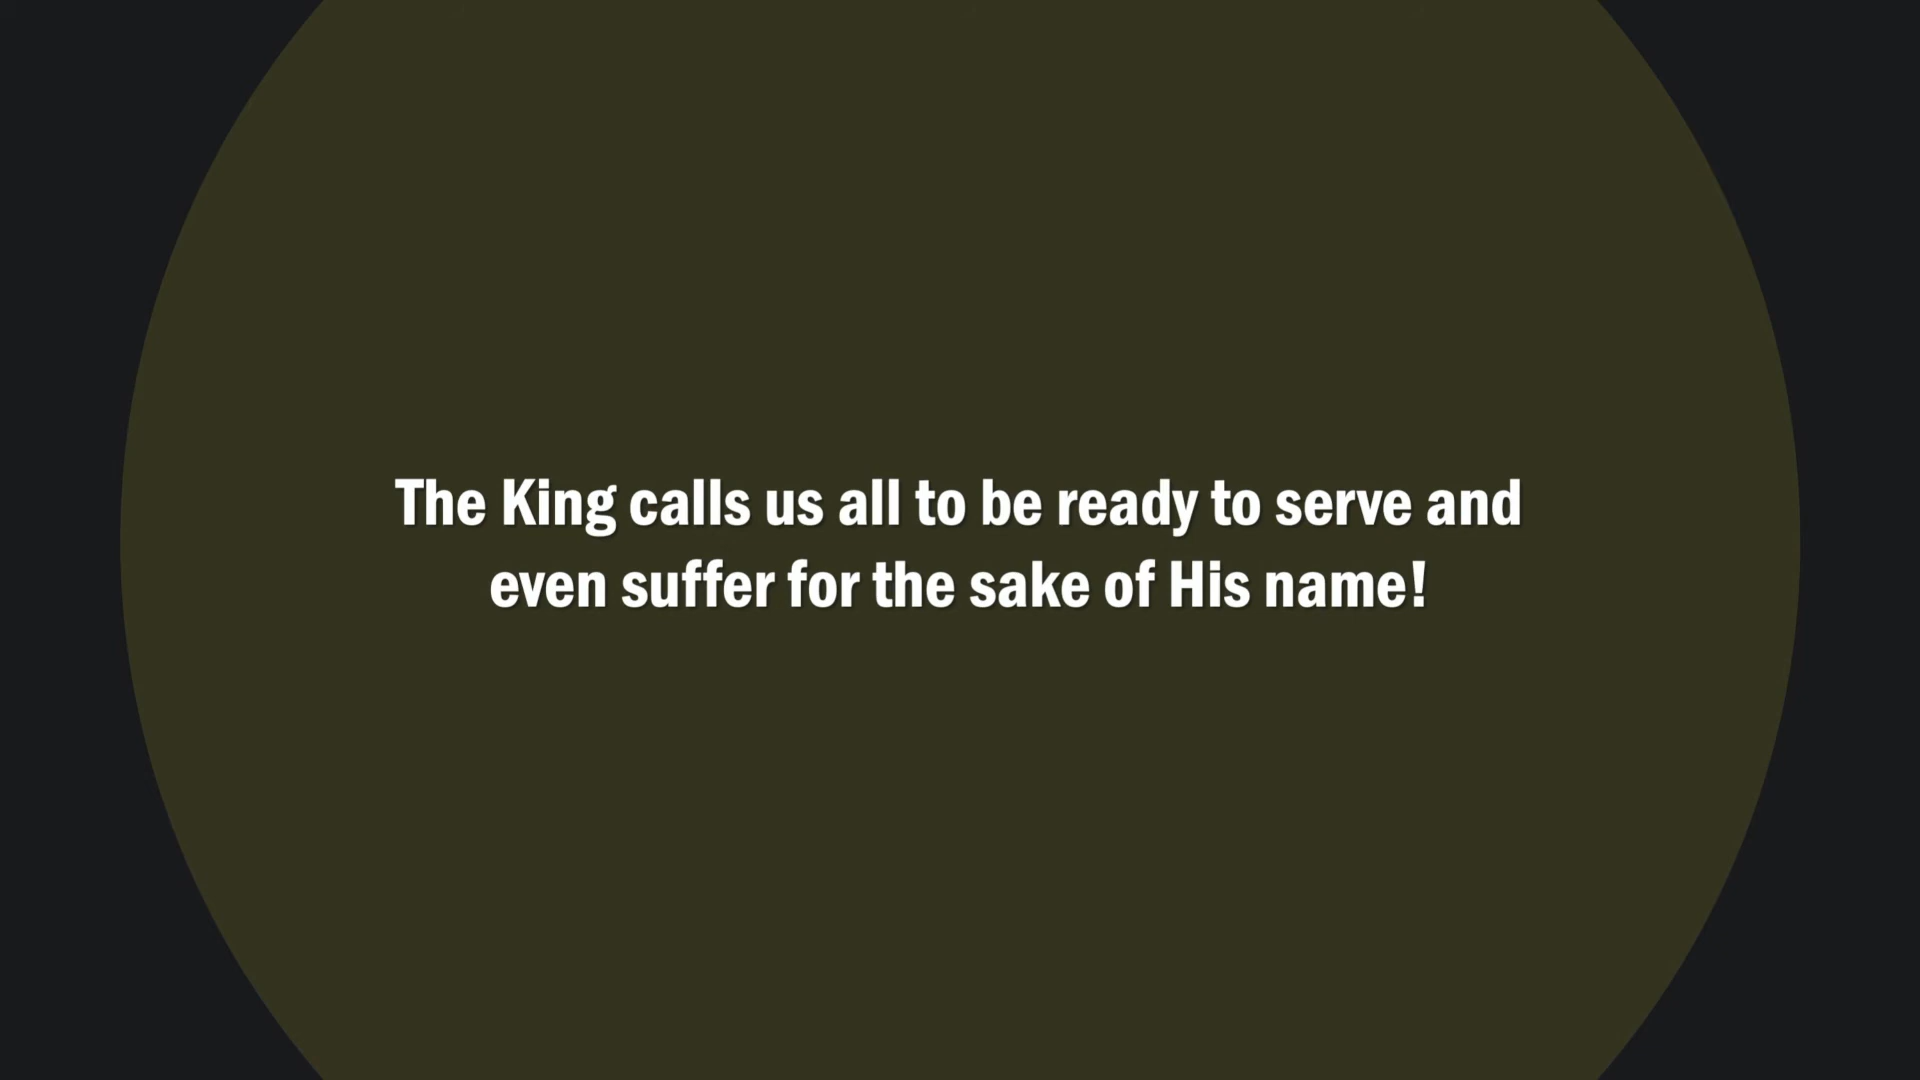 The King calls us all to be ready to serve and
even suffer for the sake of His name!